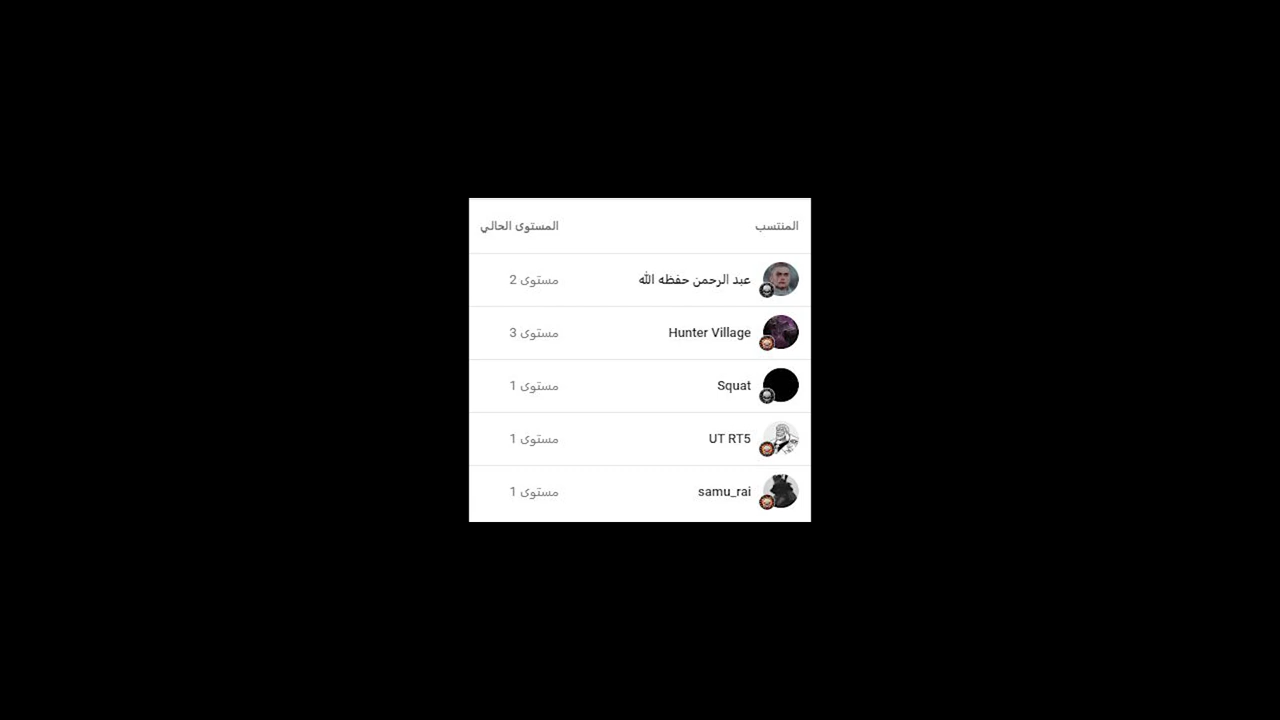 المنتسب المستوى الحالي
عبد الرحمن حفظه الله مستوى 2
Hunter Village مستوى 3
Squat مستوى 1
UT RT5 مستوى 1
samu_rai مستوى 1